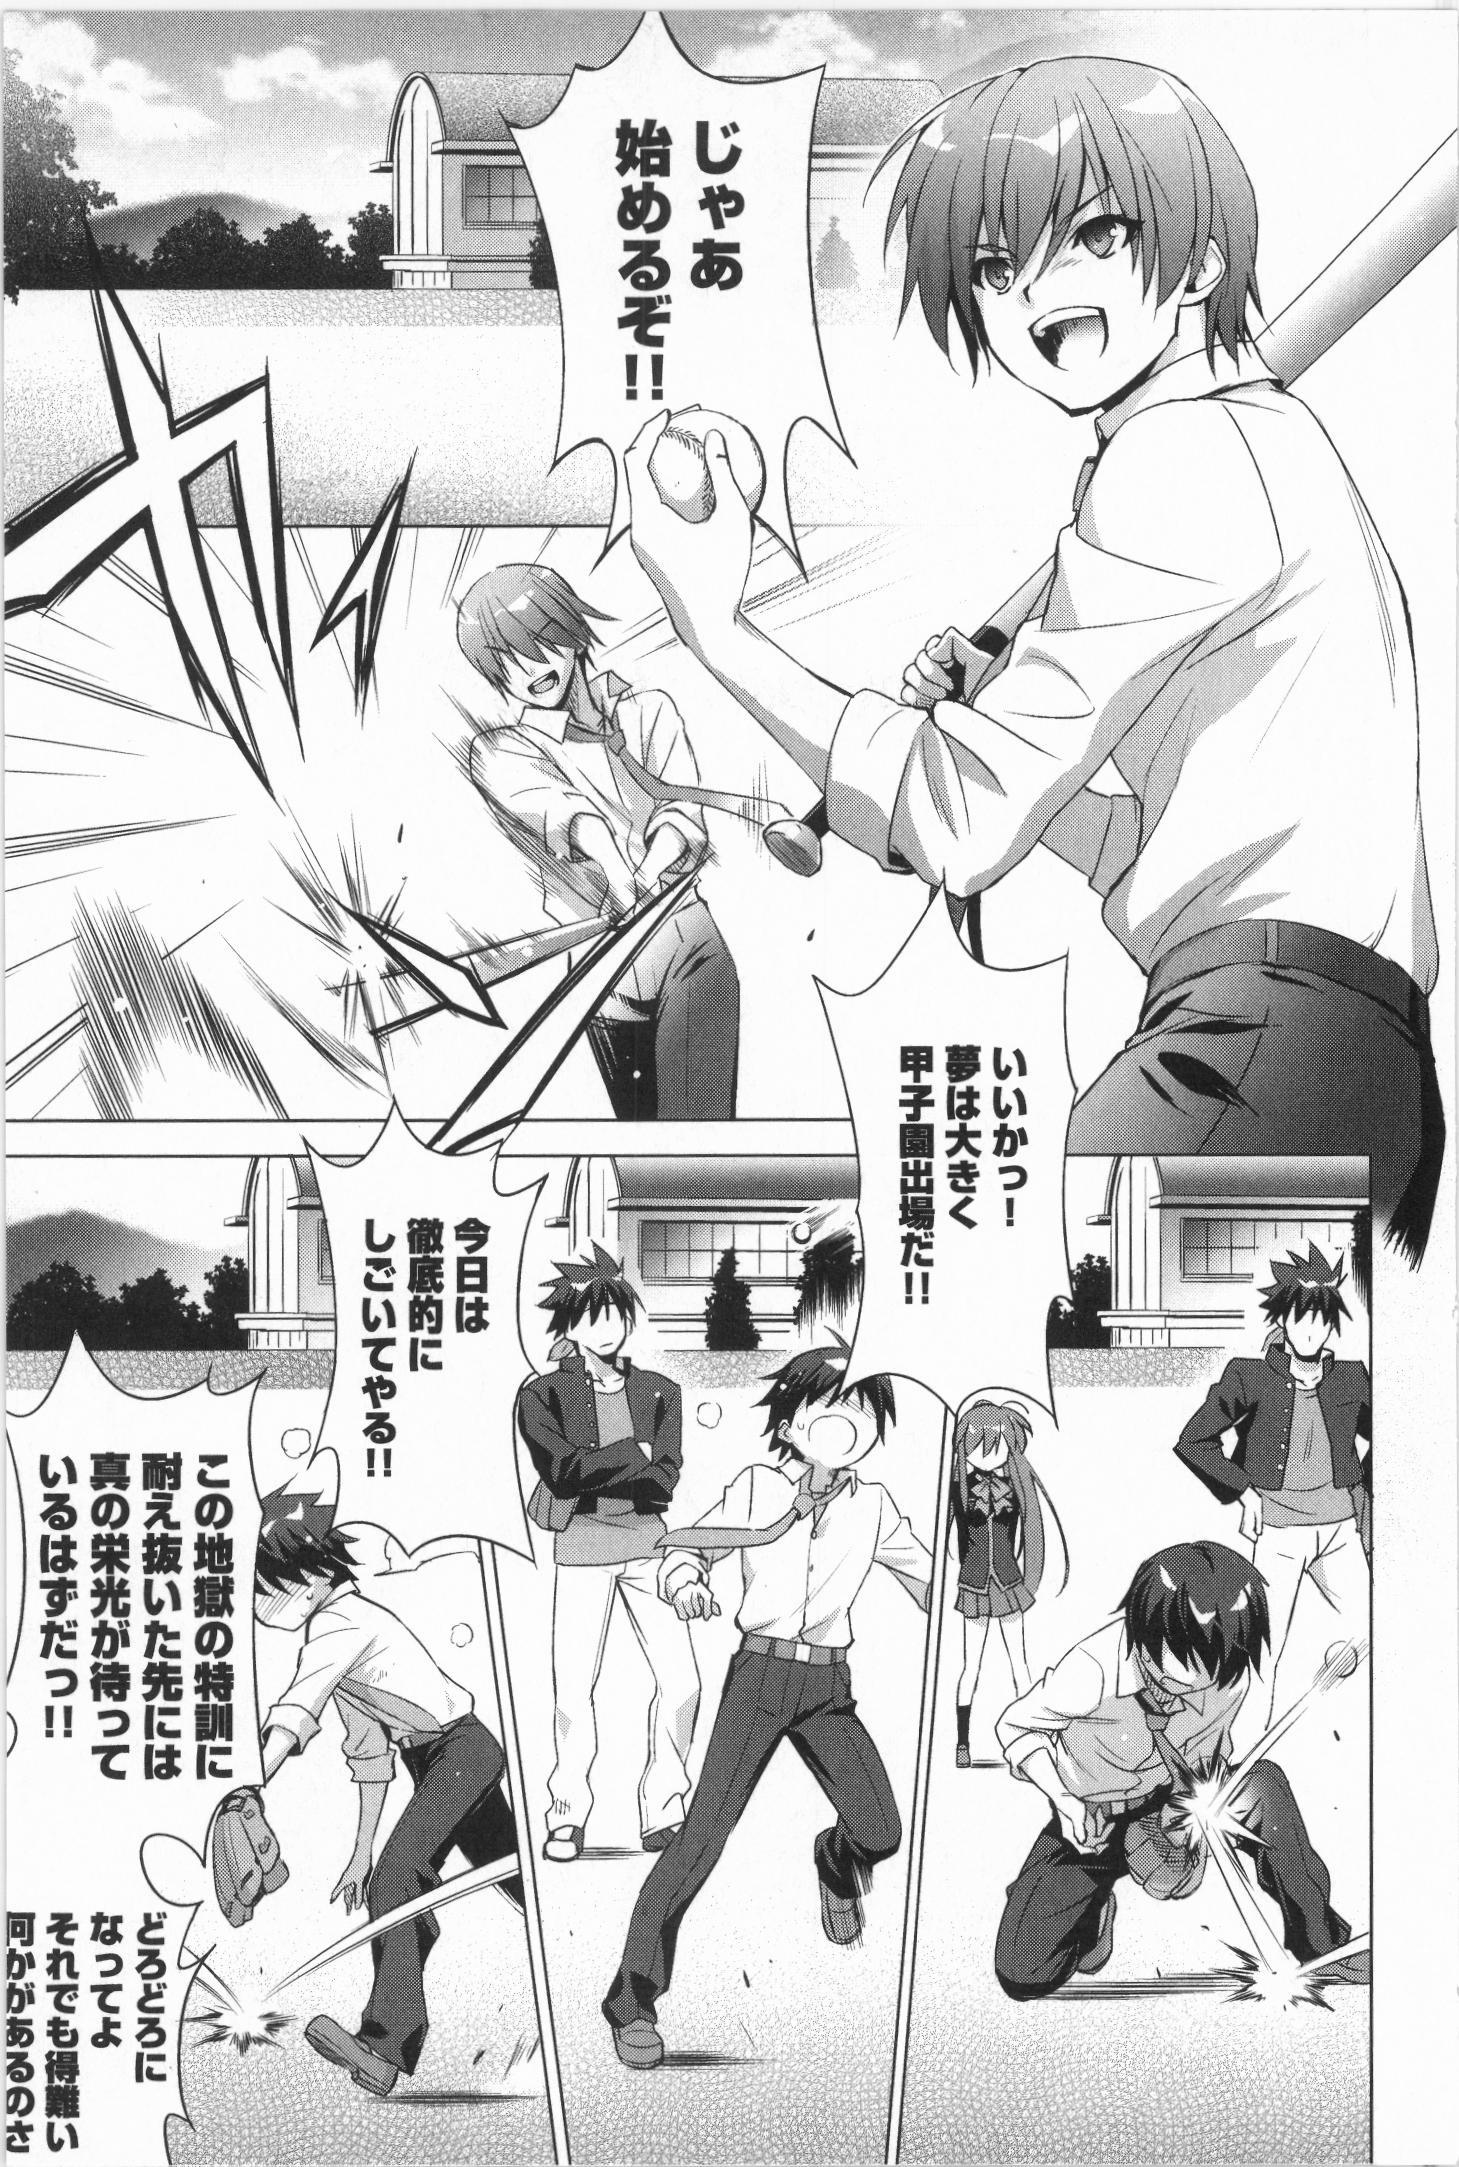 じゃあ
始めるぞ!!
カッ
いいかっ!
夢は大きく
甲子園出場だ!!
今日は
徹底的に
しごいてやる!!
この地獄の特訓に
耐え抜いた先には
真の栄光が待って
いるはずだっ!!
どろどろに
なってよ
それでも得難い
何かがあるのさ